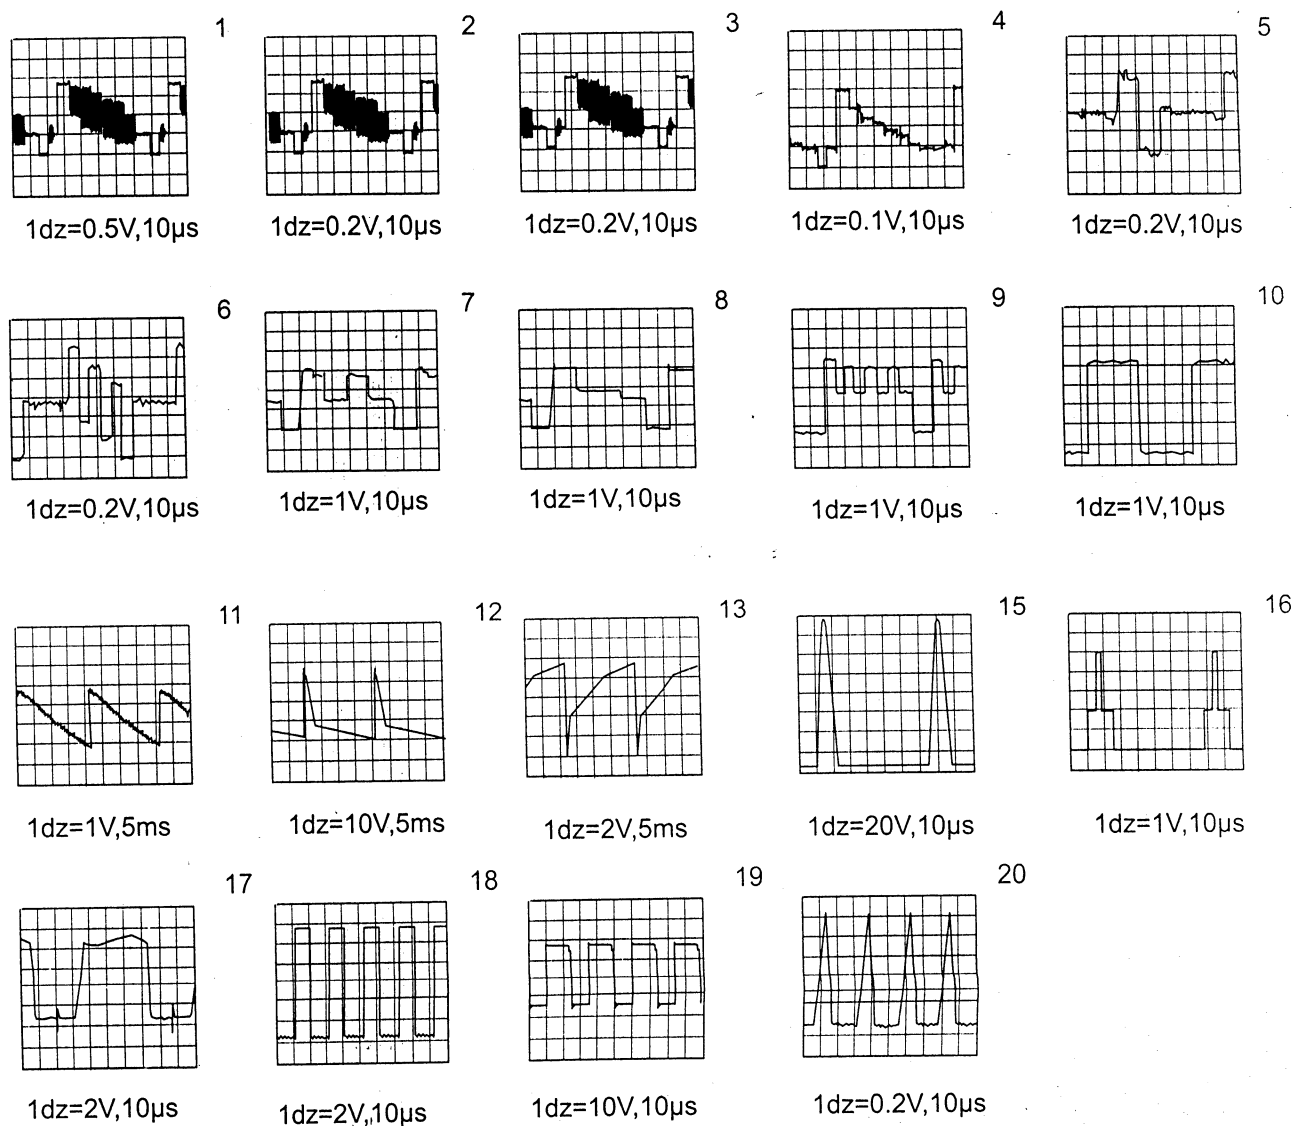 1
2
3
4
5
1dz=0.5V,10µs
1dz=0.2V,10µs
1dz=0.2V,10µs
1dz=0.1V,10µs
1dz=0.2V,10µs
6
7
8
9
10
1dz=0.2V,10µs
1dz=1V,10µs
1dz=1V,10µs
1dz=1V,10µs
1dz=1V,10µs
11
12
13
15
16
1dz=1V,5ms
1dz=10V,5ms
1dz=2V,5ms
1dz=20V,10µs
1dz=1V,10µs
17
18
19
20
1dz=2V,10µs
1dz=2V,10µs
1dz=10V,10µs
1dz=0.2V,10µs